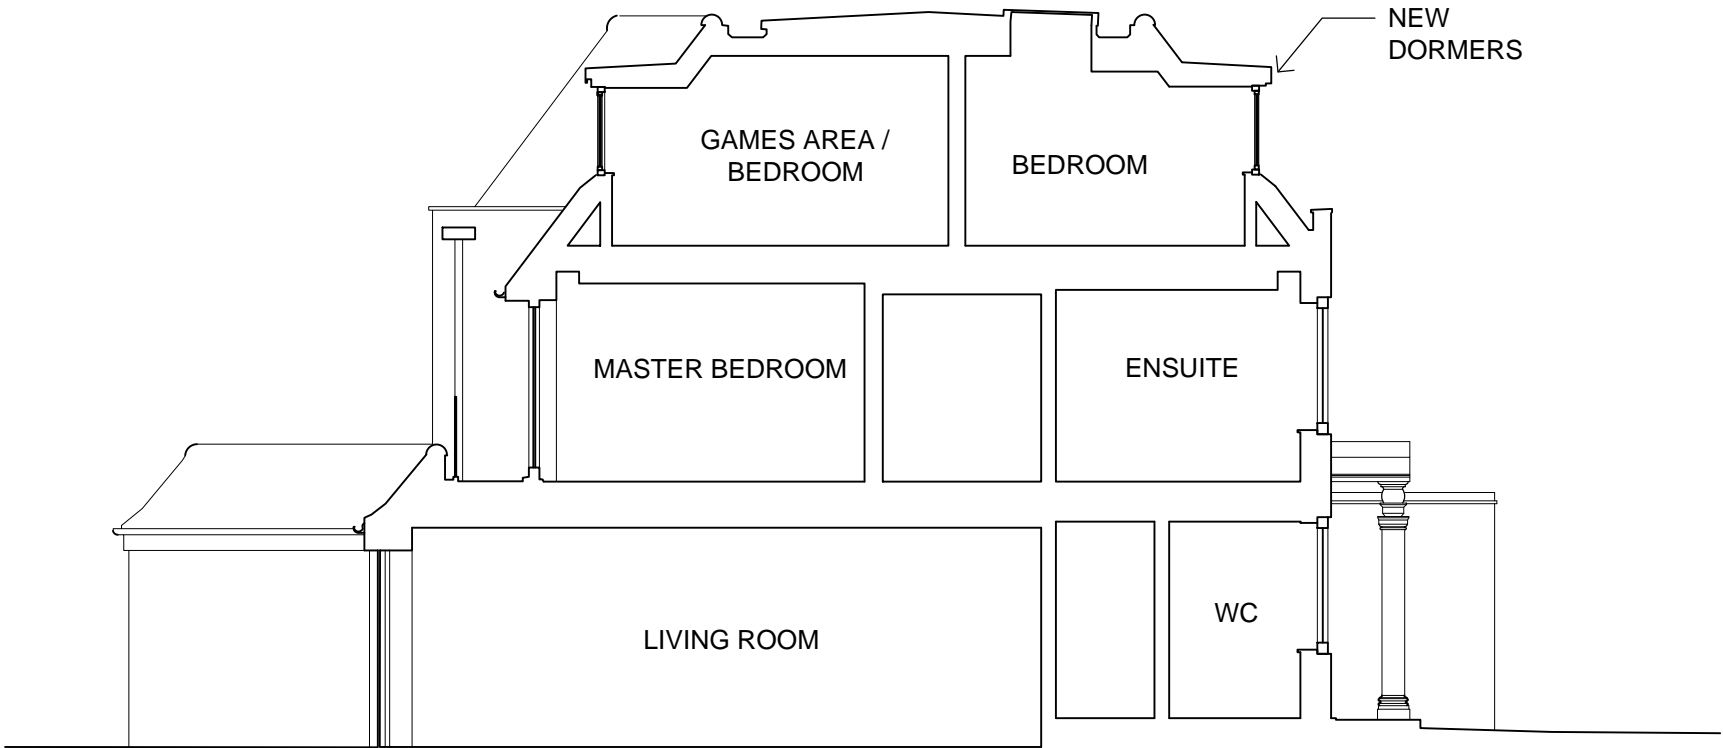 NEW
DORMERS
GAMES AREA /
BEDROOM
BEDROOM
MASTER BEDROOM
ENSUITE
LIVING ROOM
WC